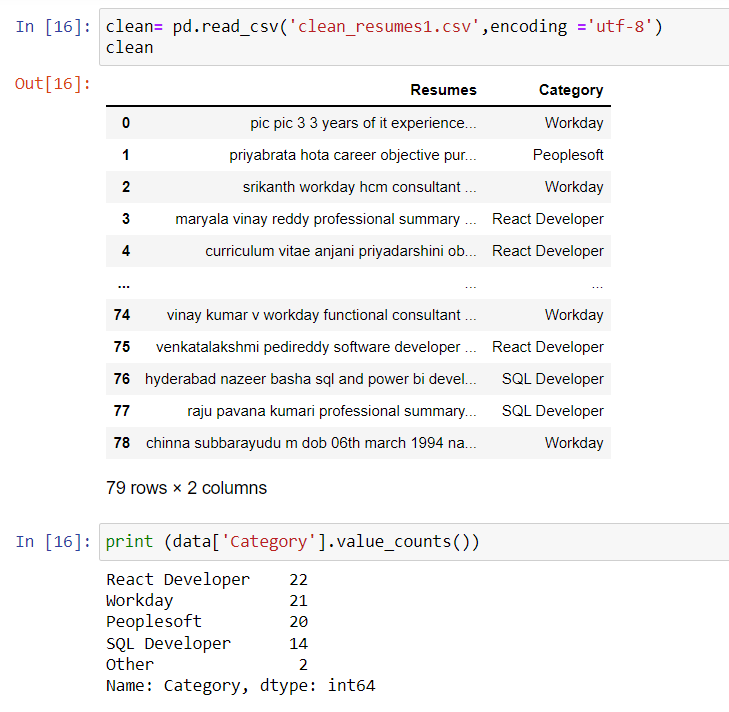 In [16]: clean= pd.read_csv('clean_resumes1.csv',encoding ='utf-8')
clean
Out[16]:
Resumes Category
0 pic pic 3 3 years of it experience... Workday
1 priyabrata hota career objective pur... Peoplesoft
2 srikanth workday hcm consultant ... Workday
3 maryala vinay reddy professional summary ... React Developer
4 curriculum vitae anjani priyadarshini ob... React Developer
... ... ...
74 vinay kumar v workday functional consultant ... Workday
75 venkatalakshmi pedireddy software developer ... React Developer
76 hyderabad nazeer basha sql and power bi devel... SQL Developer
77 raju pavana kumari professional summary... SQL Developer
78 chinna subbarayudu m dob 06th march 1994 na... Workday
79 rows × 2 columns
In [16]: print (data['Category'].value_counts())
React Developer 22
Workday 21
Peoplesoft 20
SQL Developer 14
Other 2
Name: Category, dtype: int64